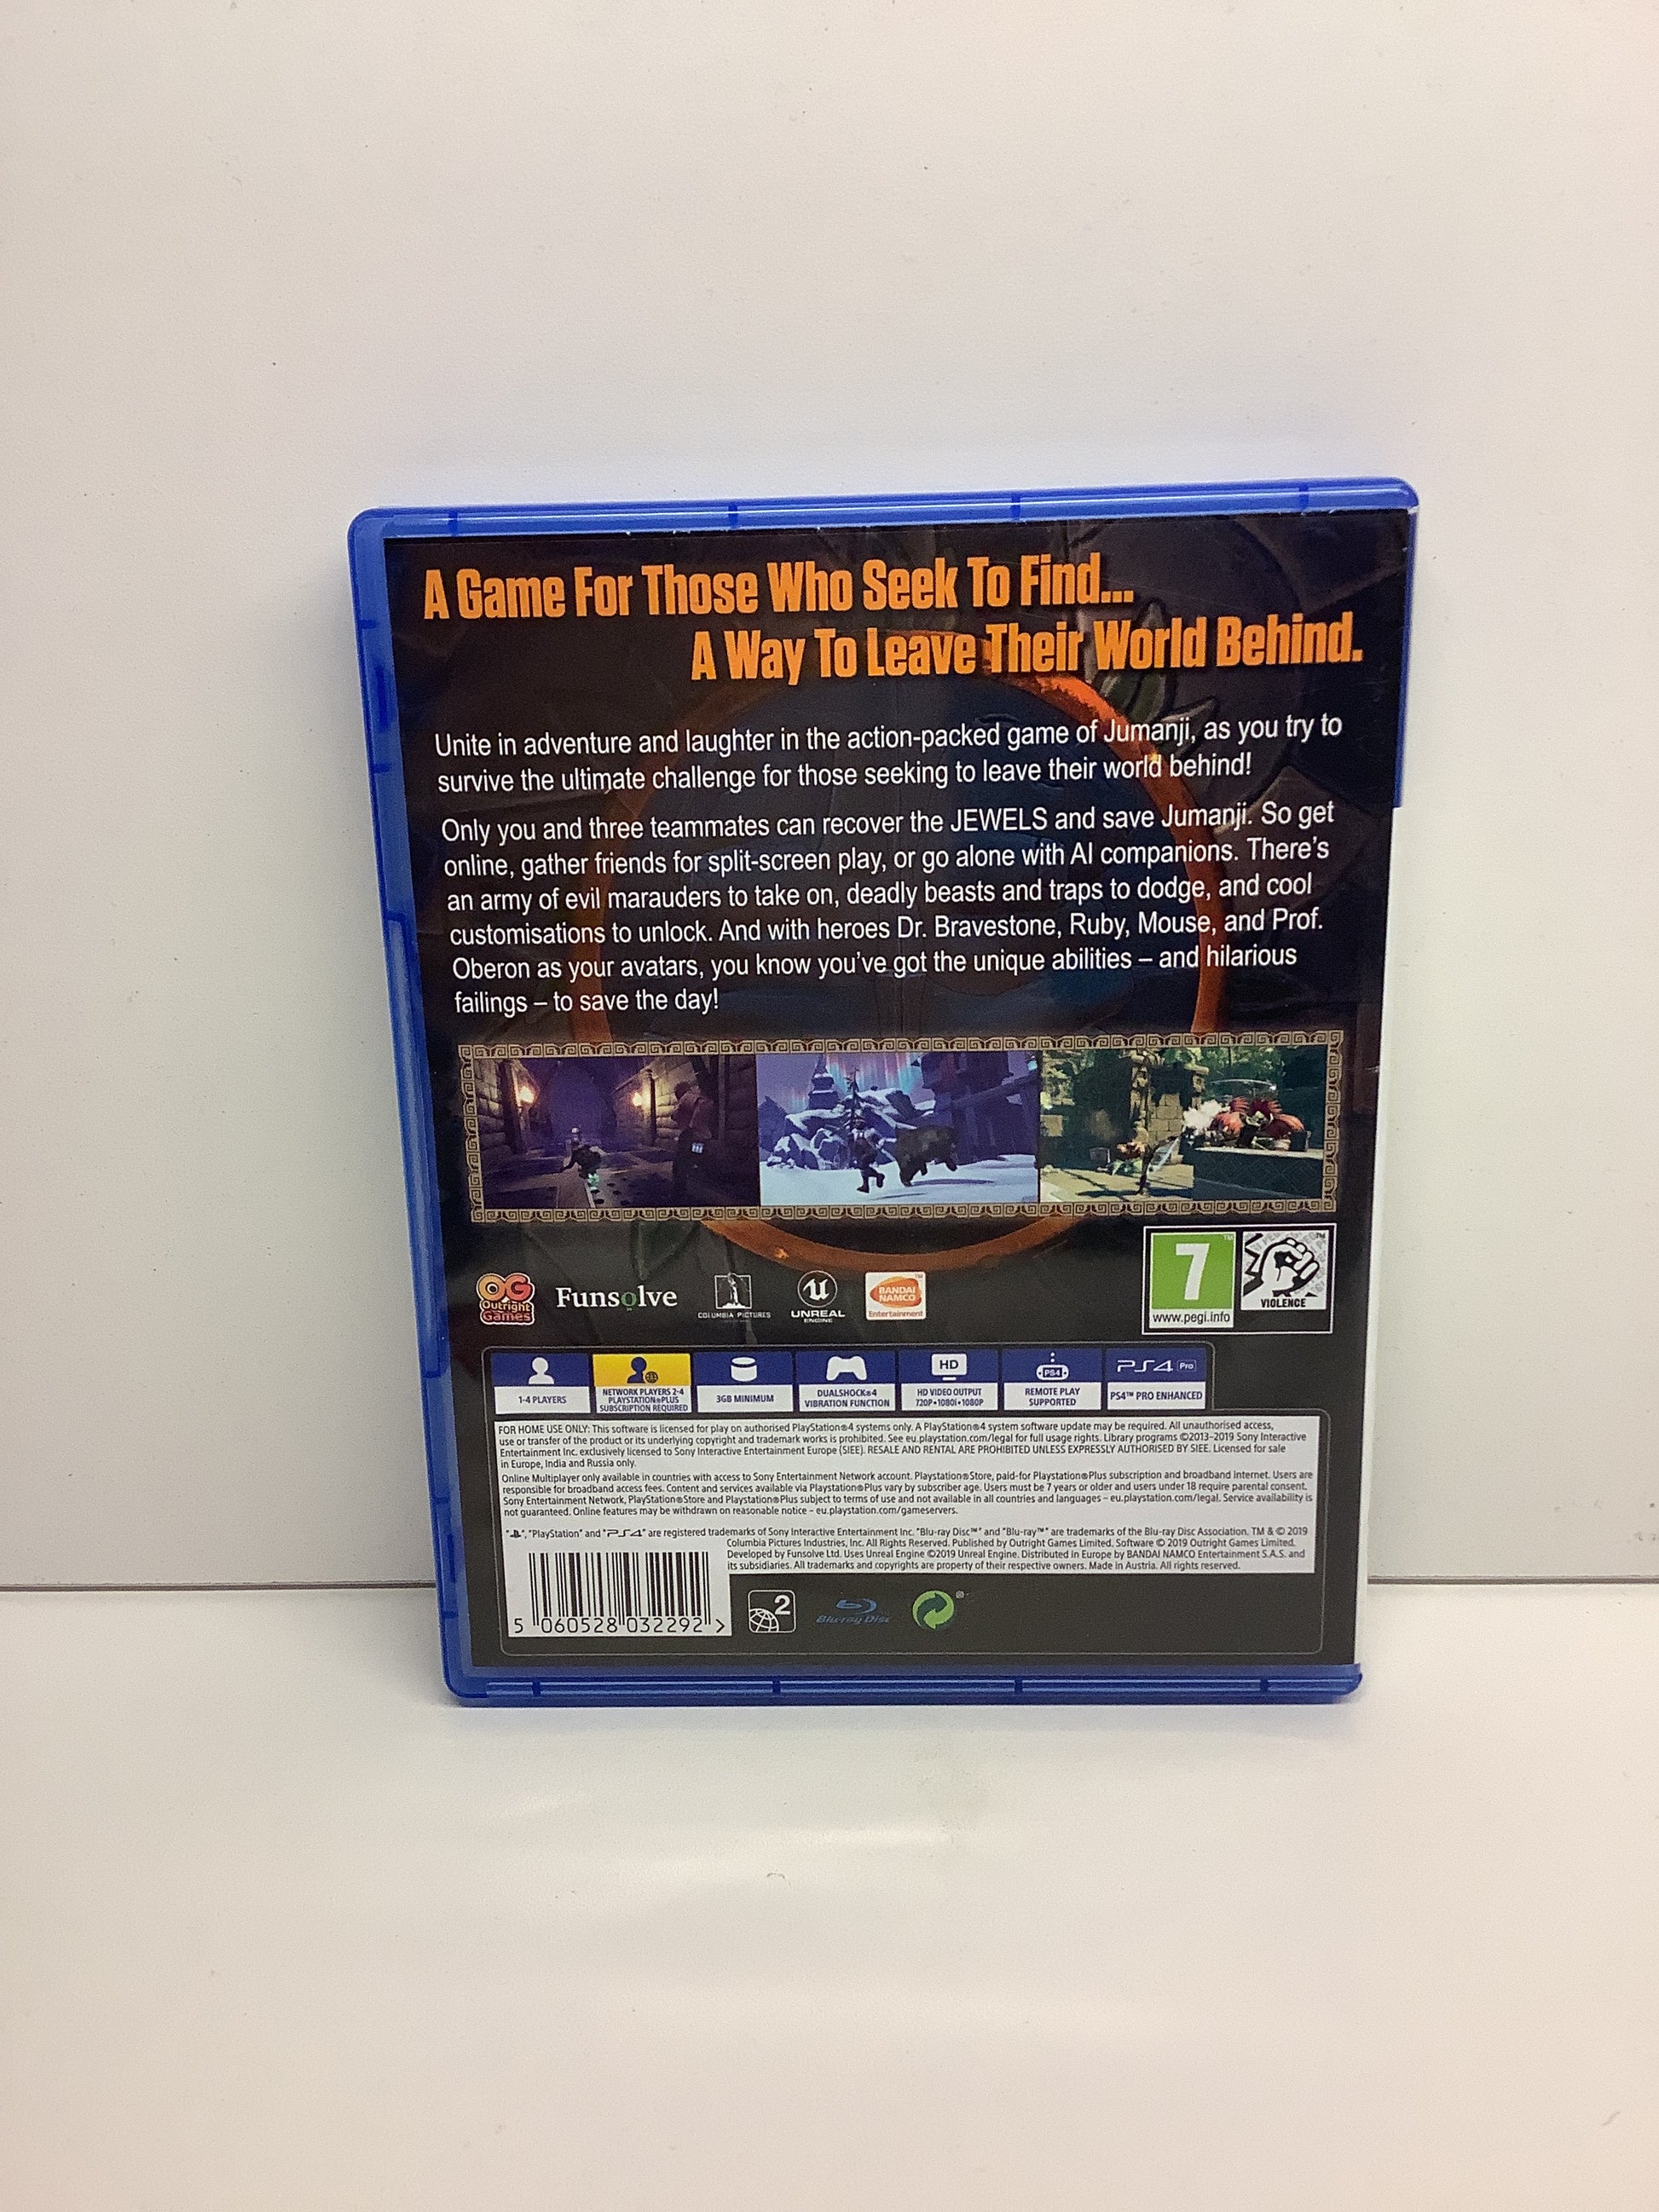 A Game For Those Who Seek To Find...
A Way To Leave Their World Behind.
Unite in adventure and laughter in the action-packed game of Jumanji, as you try to
survive the ultimate challenge for those seeking to leave their world behind!
Only you and three teammates can recover the JEWELS and save Jumanji. So get
online, gather friends for split-screen play, or go alone with AI companions. There's
an army of evil marauders to take on, deadly beasts and traps to dodge, and cool
customisations to unlock. And with heroes Dr. Bravestone, Ruby, Mouse, and Prof.
Oberon as your avatars, you know you've got the unique abilities – and hilarious
failings – to save the day!
OG
Outright
Games
Funsolve
COLUMBIA PICTURES
UNREAL
ENGINE
BANDAI
NAMCO
Entertainment
7
www.pegi.info
VIOLENCE
1-4 PLAYERS
NETWORK PLAYERS 2-4
PLAYSTATION®PLUS
SUBSCRIPTION REQUIRED
3GB MINIMUM
DUALSHOCK®4
VIBRATION FUNCTION
HD
HD VIDEO OUTPUT
720P•1080i•1080P
PS4
REMOTE PLAY
SUPPORTED
PS4 Pro
PS4™ PRO ENHANCED
FOR HOME USE ONLY: This software is licensed for play on authorised PlayStation®4 systems only. A PlayStation®4 system software update may be required. All unauthorised access,
use or transfer of the product or its underlying copyright and trademark works is prohibited. See eu.playstation.com/legal for full usage rights. Library programs ©2013-2019 Sony Interactive
Entertainment Inc. exclusively licensed to Sony Interactive Entertainment Europe (SIEE). RESALE AND RENTAL ARE PROHIBITED UNLESS EXPRESSLY AUTHORISED BY SIEE. Licensed for sale
in Europe, India and Russia only.
Online Multiplayer only available in countries with access to Sony Entertainment Network account. Playstation®Store, paid-for Playstation®Plus subscription and broadband Internet. Users are
responsible for broadband access fees. Content and services available via Playstation®Plus vary by subscriber age. Users must be 7 years or older and users under 18 require parental consent.
Sony Entertainment Network, PlayStation®Store and Playstation®Plus subject to terms of use and not available in all countries and languages – eu.playstation.com/legal. Service availability is
not guaranteed. Online features may be withdrawn on reasonable notice – eu.playstation.com/gameservers.
"PlayStation" and "PS4" are registered trademarks of Sony Interactive Entertainment Inc. "Blu-ray Disc™" and "Blu-ray™" are trademarks of the Blu-ray Disc Association. TM & © 2019
Columbia Pictures Industries, Inc. All Rights Reserved. Published by Outright Games Limited. Software © 2019 Outright Games Limited.
Developed by Funsolve Ltd. Uses Unreal Engine ©2019 Unreal Engine. Distributed in Europe by BANDAI NAMCO Entertainment S.A.S. and
its subsidiaries. All trademarks and copyrights are property of their respective owners. Made in Austria. All rights reserved.
5 060528 032292 >
2
Blu-ray Disc